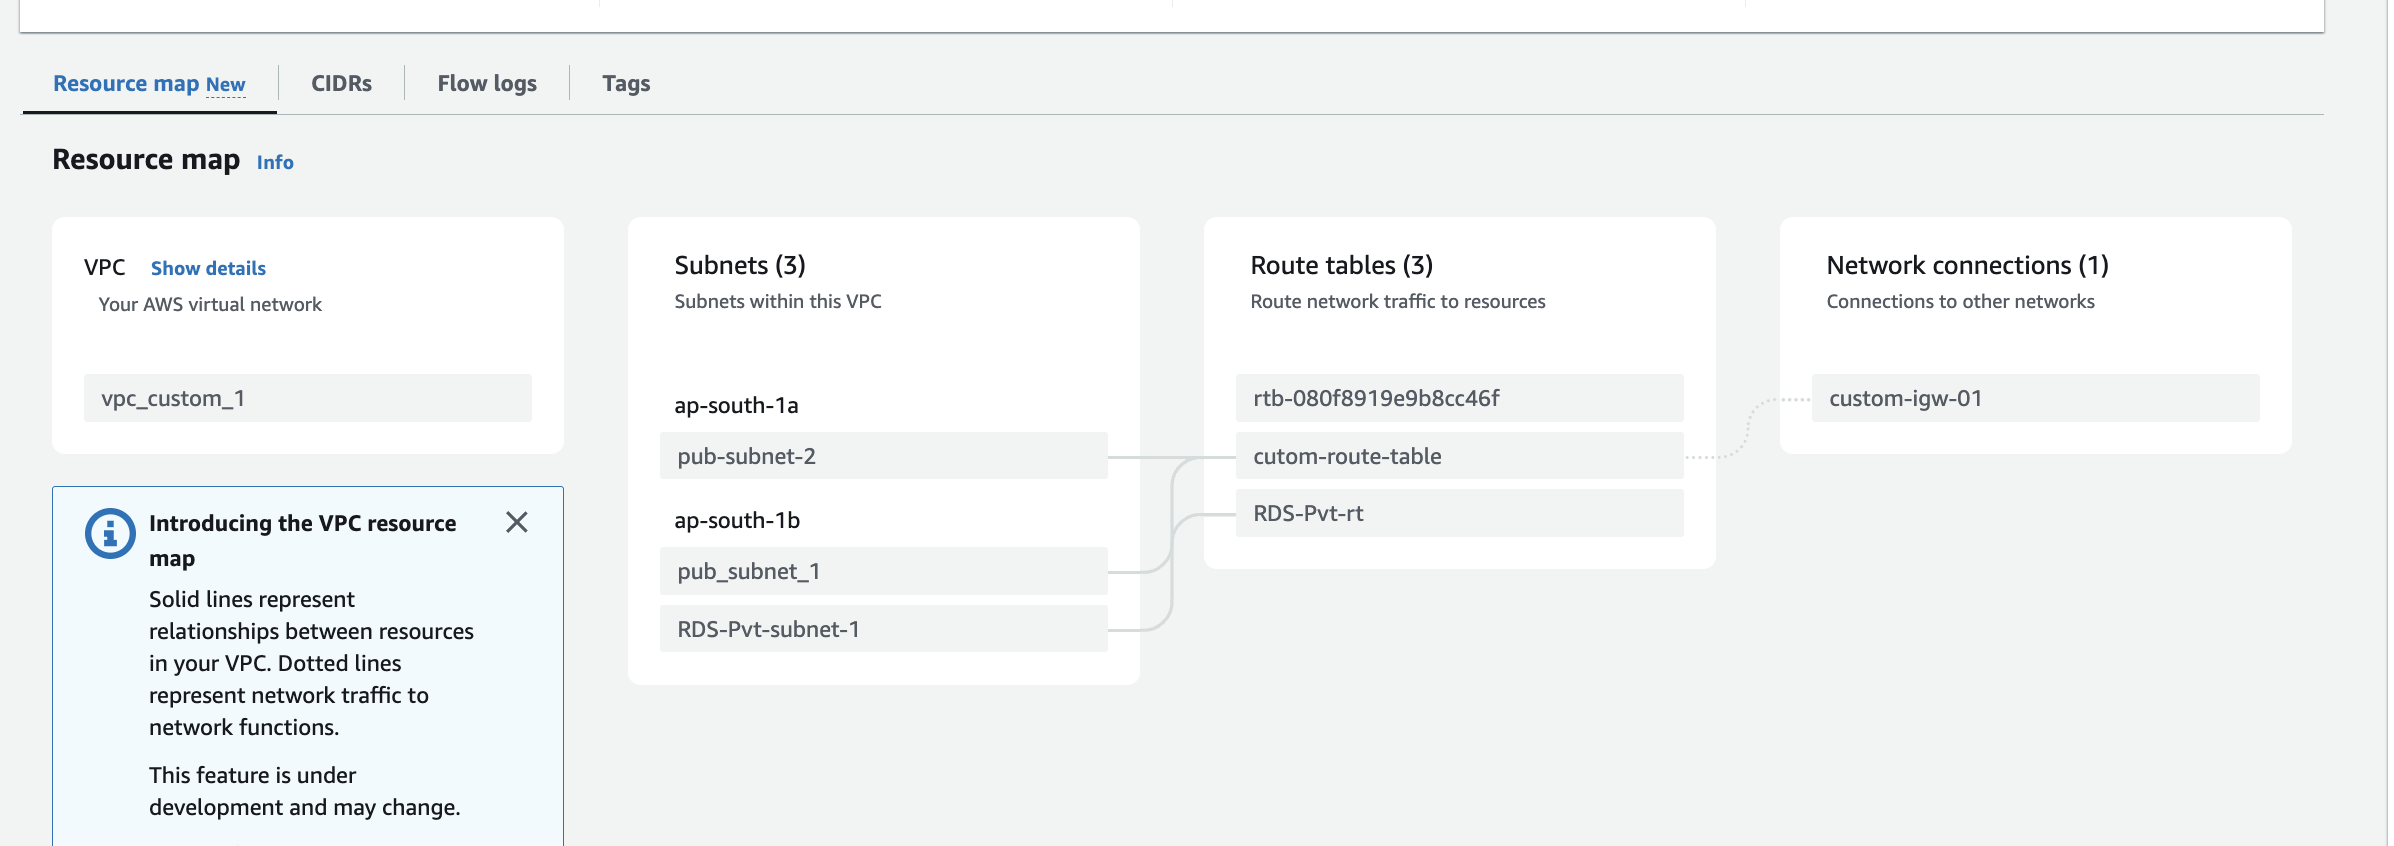 Resource map New
CIDRs
Flow logs
Tags
Resource map Info
VPC Show details
Your AWS virtual network
vpc_custom_1
Introducing the VPC resource
map
Solid lines represent
relationships between resources
in your VPC. Dotted lines
represent network traffic to
network functions.
This feature is under
development and may change.
Subnets (3)
Subnets within this VPC
ap-south-1a
pub-subnet-2
ap-south-1b
pub_subnet_1
RDS-Pvt-subnet-1
Route tables (3)
Route network traffic to resources
rtb-080f8919e9b8cc46f
cutom-route-table
RDS-Pvt-rt
Network connections (1)
Connections to other networks
custom-igw-01